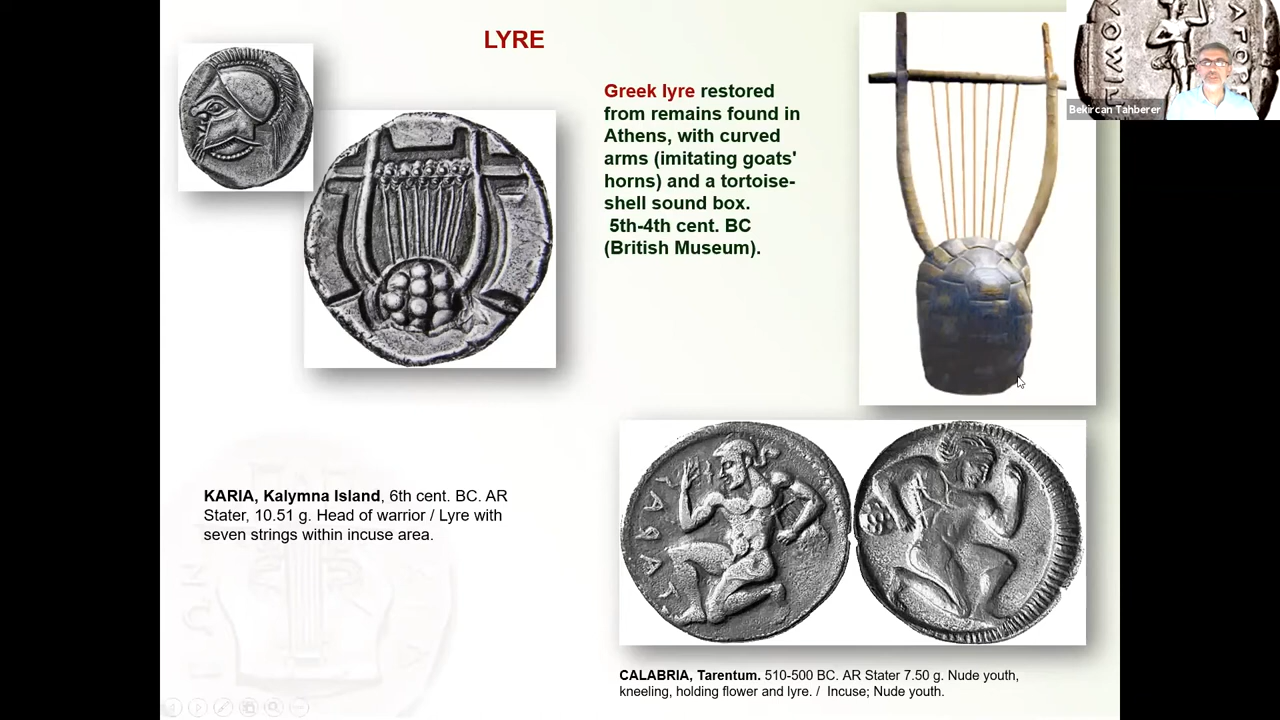 LYRE
Greek lyre restored
from remains found in
Athens, with curved
arms (imitating goats'
horns) and a tortoise-
shell sound box.
5th-4th cent. BC
(British Museum).
Bekircan Tahberer
KARIA, Kalymna Island, 6th cent. BC. AR
Stater, 10.51 g. Head of warrior / Lyre with
seven strings within incuse area.
CALABRIA, Tarentum. 510-500 BC. AR Stater 7.50 g. Nude youth,
kneeling, holding flower and lyre. / Incuse; Nude youth.